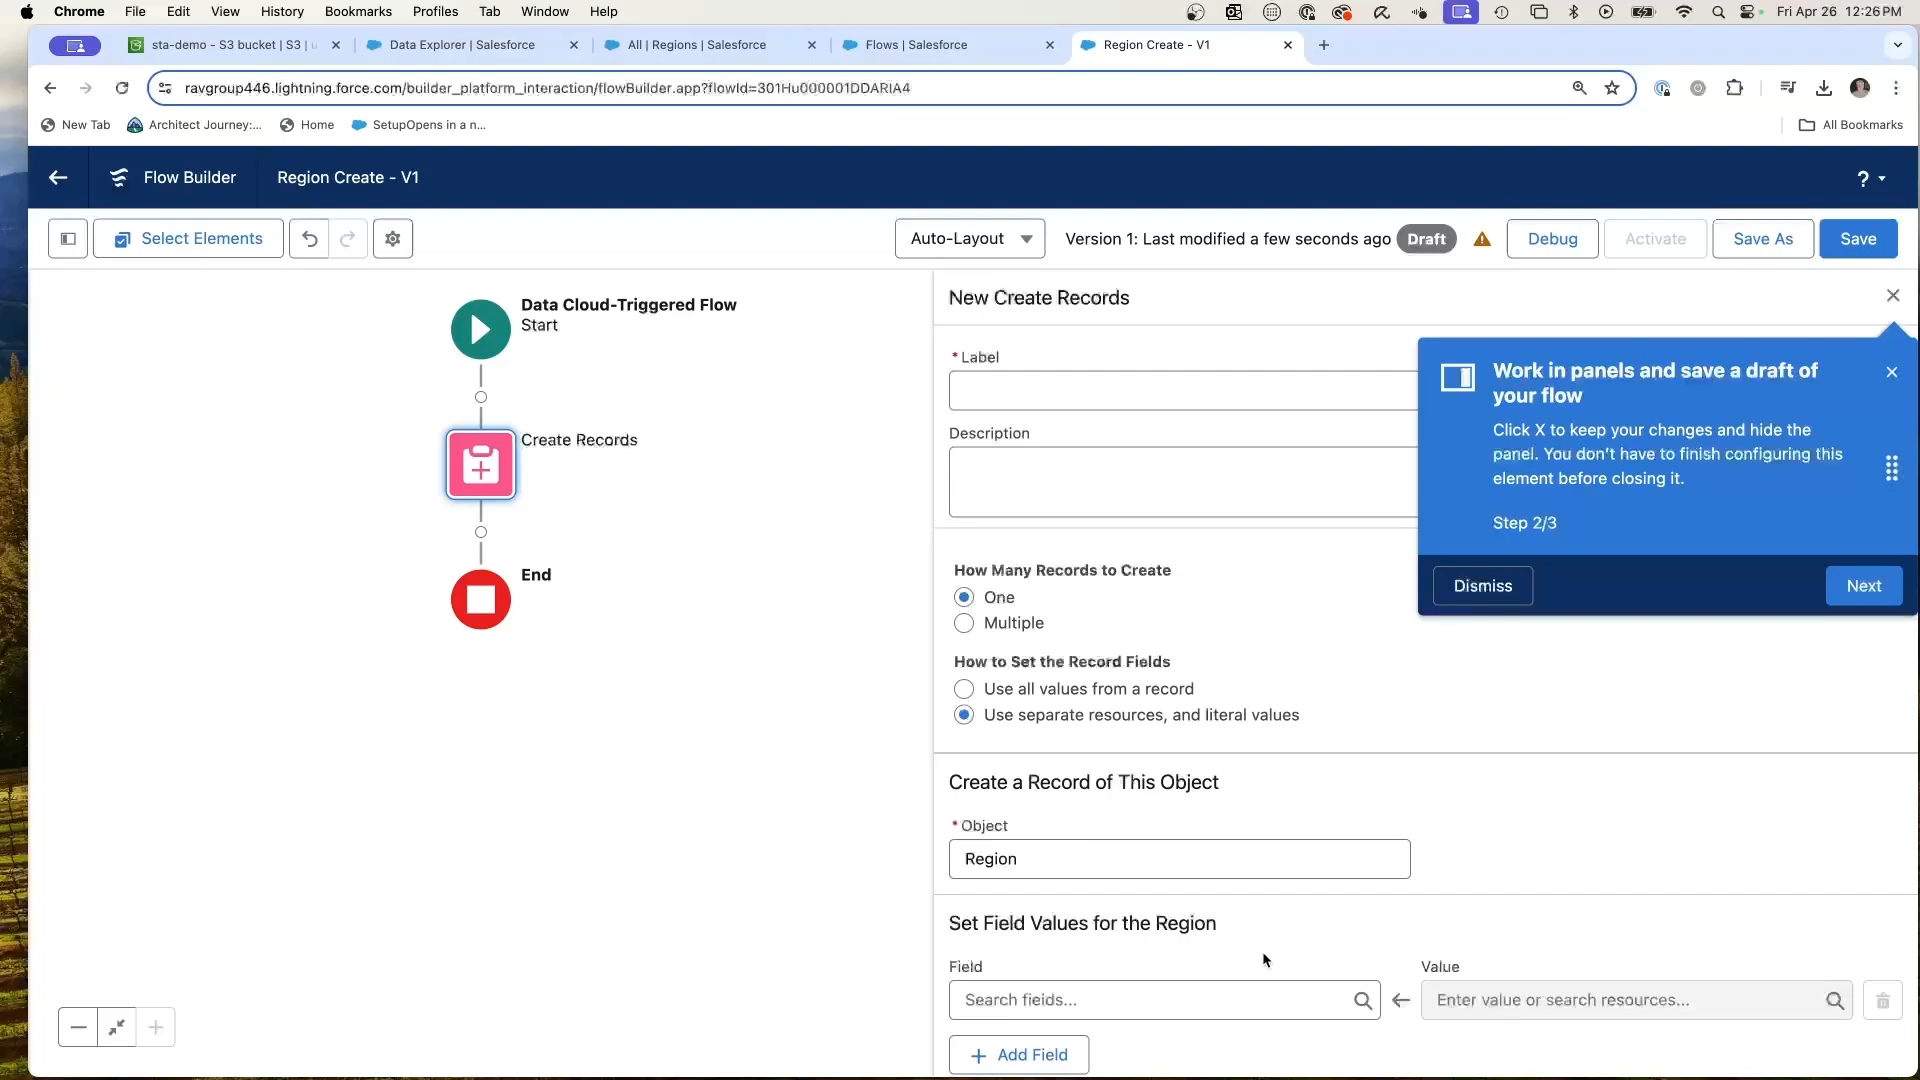 Chrome File Edit View History Bookmarks Profiles Tab Window Help
Fri Apr 26 12:26 PM
sta-demo - S3 bucket | S3 | u
Data Explorer | Salesforce
All | Regions | Salesforce
Flows | Salesforce
Region Create - V1
ravgroup446.lightning.force.com/builder_platform_interaction/flowBuilder.app?flowId=301Hu000001DDARIA4
New Tab
Architect Journey:...
Home
SetupOpens in a n...
All Bookmarks
Flow Builder
Region Create - V1
?
Select Elements
Auto-Layout
Version 1: Last modified a few seconds ago
Draft
Debug
Activate
Save As
Save
Data Cloud-Triggered Flow
Start
Create Records
End
New Create Records
* Label
Description
Work in panels and save a draft of
your flow
Click X to keep your changes and hide the
panel. You don't have to finish configuring this
element before closing it.
Step 2/3
Dismiss
Next
How Many Records to Create
One
Multiple
How to Set the Record Fields
Use all values from a record
Use separate resources, and literal values
Create a Record of This Object
* Object
Region
Set Field Values for the Region
Field
Value
Search fields...
Enter value or search resources...
Add Field